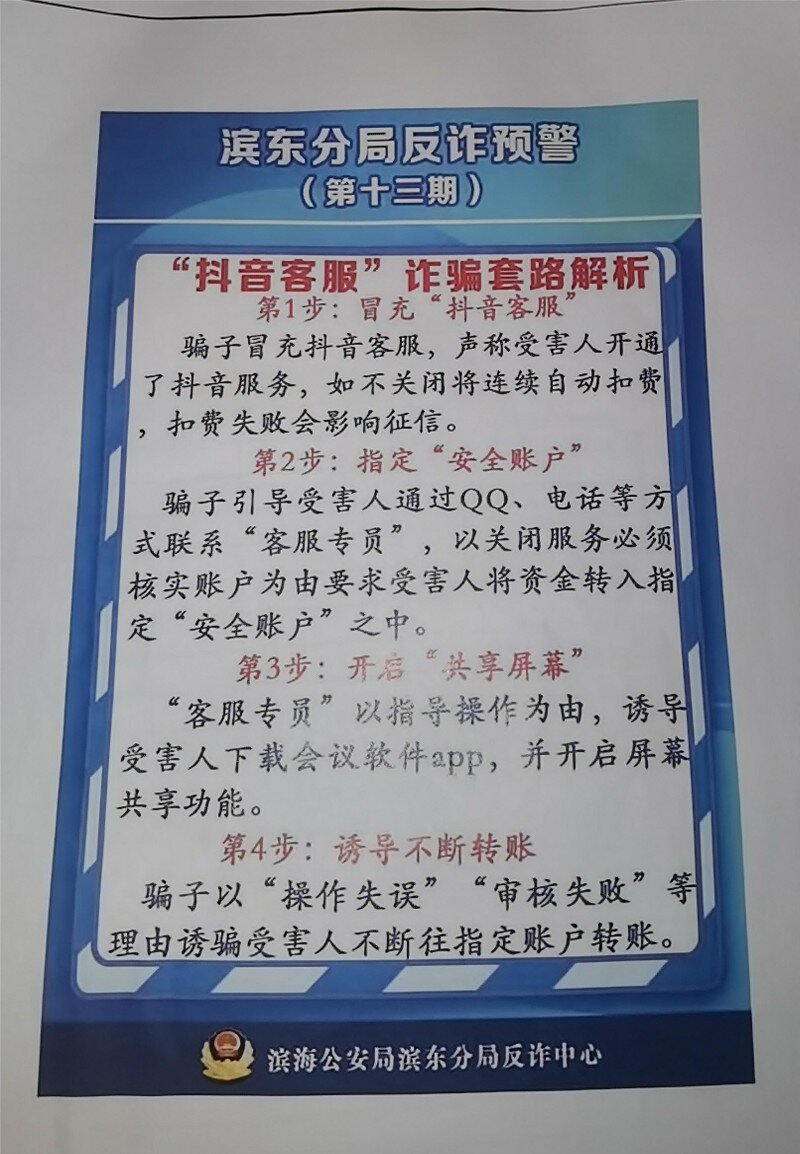 滨东分局反诈预警
（第十三期）
“抖音客服”诈骗套路解析
第1步：冒充“抖音客服”
骗子冒充抖音客服，声称受害人开通
了抖音服务，如不关闭将连续自动扣费
，扣费失败会影响征信。
第2步：指定“安全账户”
骗子引导受害人通过QQ、电话等方
式联系“客服专员”，以关闭服务必须
核实账户为由要求受害人将资金转入指
定“安全账户”之中。
第3步：开启“共享屏幕”
“客服专员”以指导操作为由，诱导
受害人下载会议软件app，并开启屏幕
共享功能。
第4步：诱导不断转账
骗子以“操作失误”“审核失败”等
理由诱骗受害人不断往指定账户转账。
滨海公安局滨东分局反诈中心